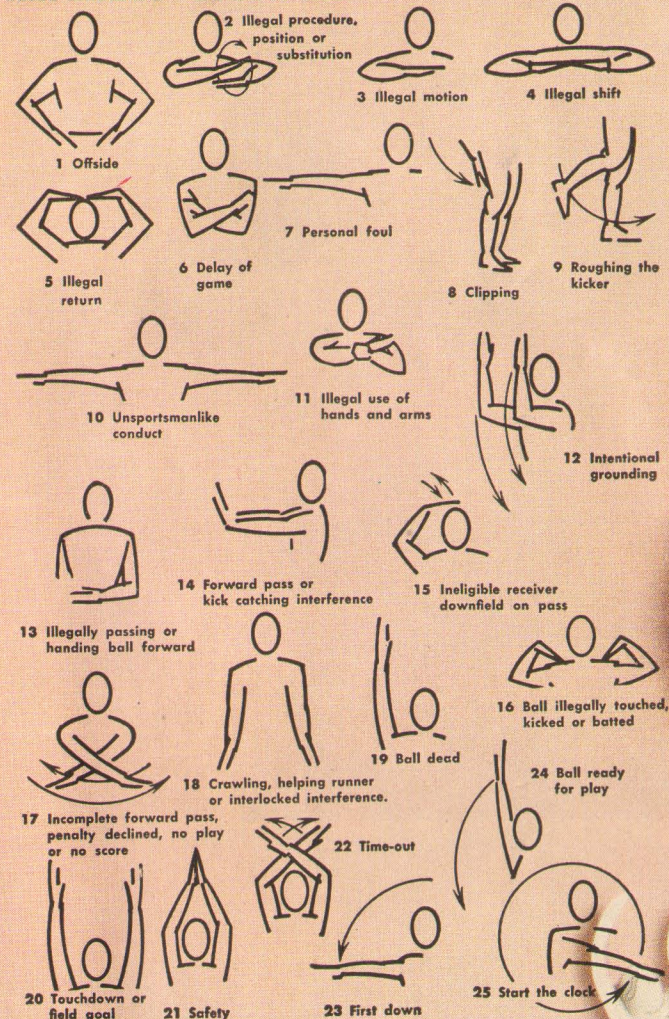 2 Illegal procedure,
position or
substitution
3 Illegal motion
4 Illegal shift
1 Offside
5 Illegal
return
6 Delay of
game
7 Personal foul
8 Clipping
9 Roughing the
kicker
10 Unsportsmanlike
conduct
11 Illegal use of
hands and arms
12 Intentional
grounding
13 Illegally passing or
handing ball forward
14 Forward pass or
kick catching interference
15 Ineligible receiver
downfield on pass
16 Ball illegally touched,
kicked or batted
17 Incomplete forward pass,
penalty declined, no play
or no score
18 Crawling, helping runner
or interlocked interference.
19 Ball dead
24 Ball ready
for play
22 Time-out
20 Touchdown or
field goal
21 Safety
23 First down
25 Start the clock